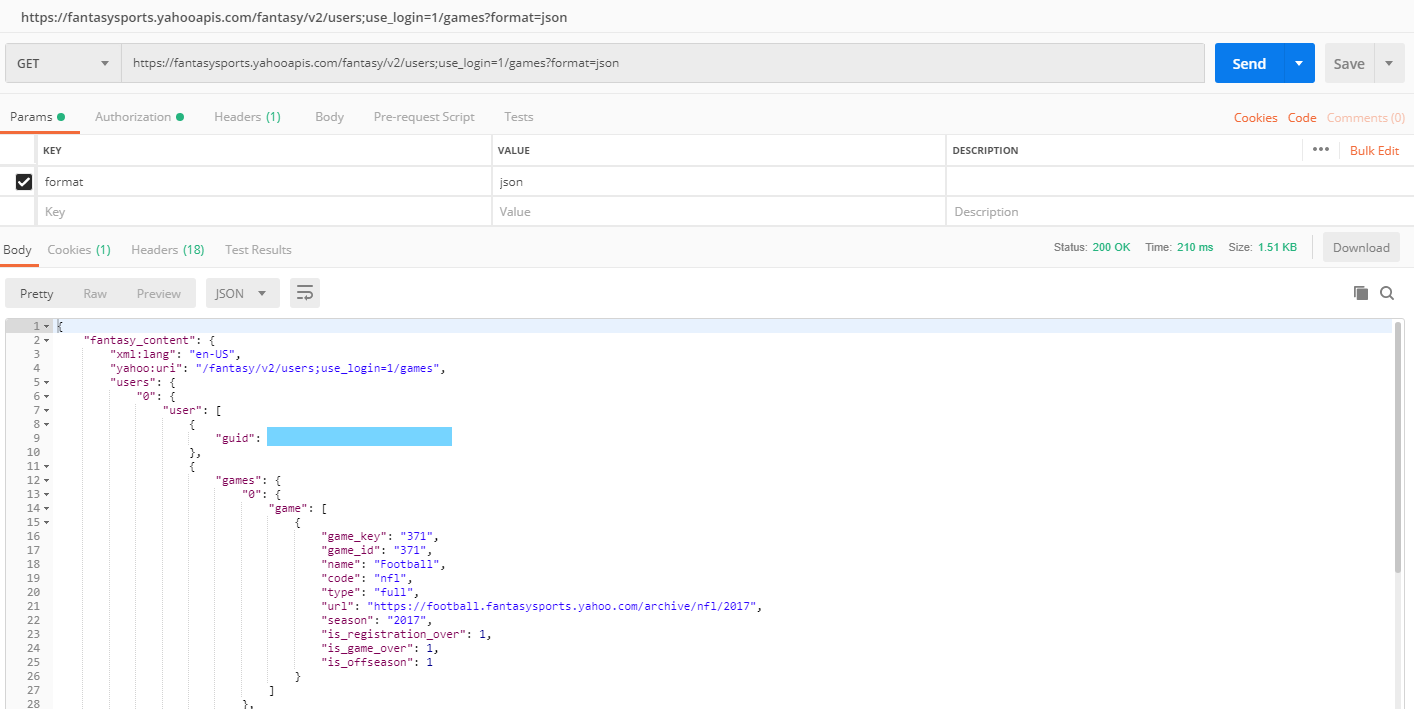 https://fantasysports.yahooapis.com/fantasy/v2/users;use_login=1/games?format=json
GET https://fantasysports.yahooapis.com/fantasy/v2/users;use_login=1/games?format=json Send Save
Params Authorization Headers (1) Body Pre-request Script Tests Cookies Code Comments (0)
KEY VALUE DESCRIPTION ••• Bulk Edit
format json
Key Value Description
Body Cookies (1) Headers (18) Test Results Status: 200 OK Time: 210 ms Size: 1.51 KB Download
Pretty Raw Preview JSON
1 {
2 "fantasy_content": {
3 "xml:lang": "en-US",
4 "yahoo:uri": "/fantasy/v2/users;use_login=1/games",
5 "users": {
6 "0": {
7 "user": [
8 {
9 "guid":
10 },
11 {
12 "games": {
13 "0": {
14 "game": [
15 {
16 "game_key": "371",
17 "game_id": "371",
18 "name": "Football",
19 "code": "nfl",
20 "type": "full",
21 "url": "https://football.fantasysports.yahoo.com/archive/nfl/2017",
22 "season": "2017",
23 "is_registration_over": 1,
24 "is_game_over": 1,
25 "is_offseason": 1
26 }
27 ]
28 },